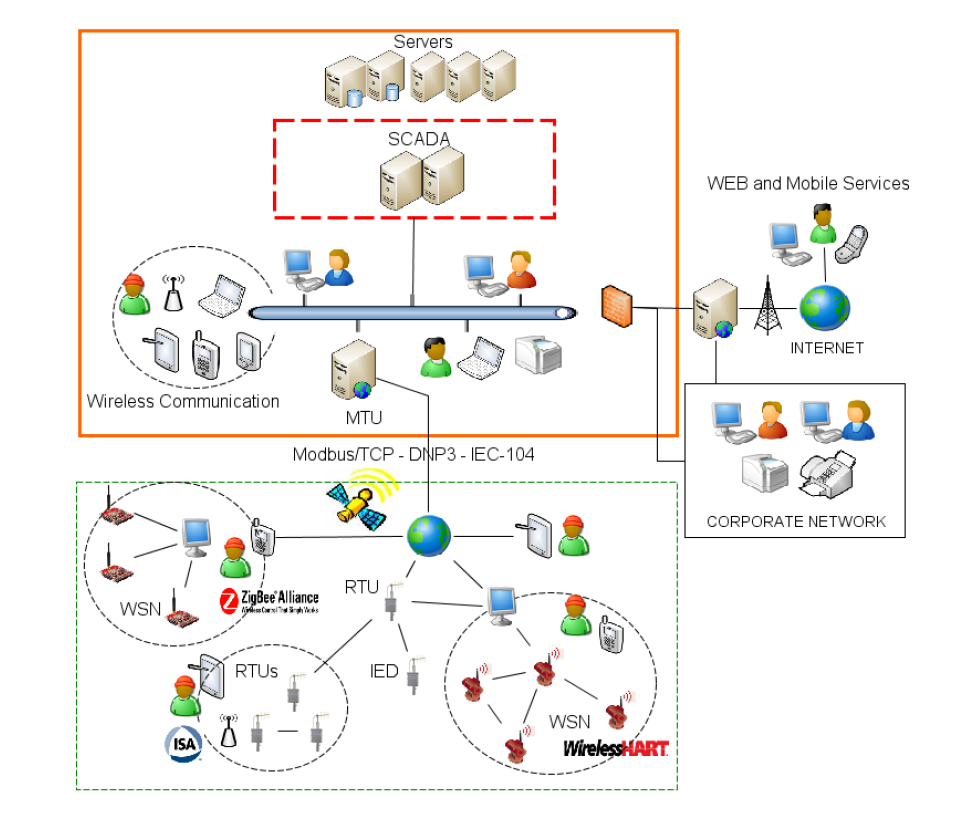 Servers
SCADA
WEB and Mobile Services
INTERNET
Wireless Communication
MTU
Modbus/TCP - DNP3 - IEC-104
CORPORATE NETWORK
RTU
WSN
ZigBee Alliance
Wireless Control That Simply Works
RTUs
IED
ISA
WSN
WirelessHART